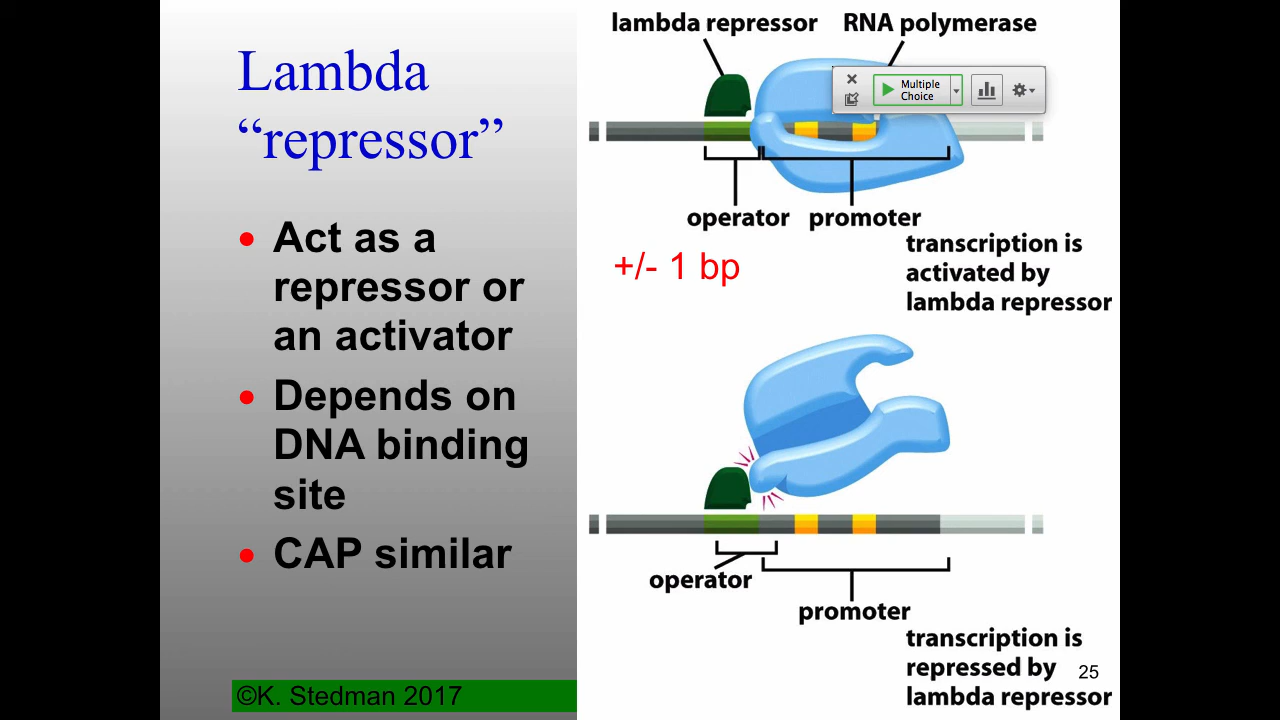 Lambda
“repressor”
• Act as a
repressor or
an activator
• Depends on
DNA binding
site
• CAP similar
©K. Stedman 2017
lambda repressor
RNA polymerase
Multiple
Choice
operator
promoter
+/- 1 bp
transcription is
activated by
lambda repressor
operator
promoter
transcription is
repressed by
lambda repressor
25